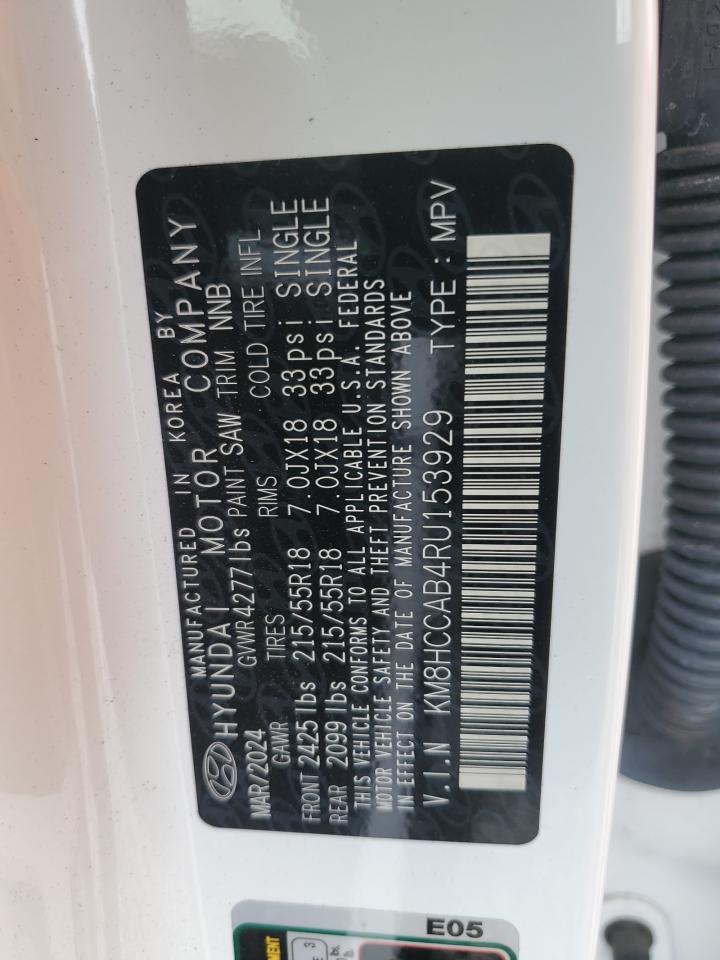 MANUFACTURED IN KOREA BY
HYUNDAI MOTOR COMPANY
MAR/2024 GVWR 4277lbs PAINT SAW TRIM NNB
GAWR TIRES RIMS COLD TIRE INFL
FRONT 2425lbs 215/55R18 7.0JX18 33psi SINGLE
REAR 2099lbs 215/55R18 7.0JX18 33psi SINGLE
THIS VEHICLE CONFORMS TO ALL APPLICABLE U.S.A. FEDERAL
MOTOR VEHICLE SAFETY AND THEFT PREVENTION STANDARDS
IN EFFECT ON THE DATE OF MANUFACTURE SHOWN ABOVE
V.I.N KM8HCCAB4RU153929 TYPE : MPV
E05
3